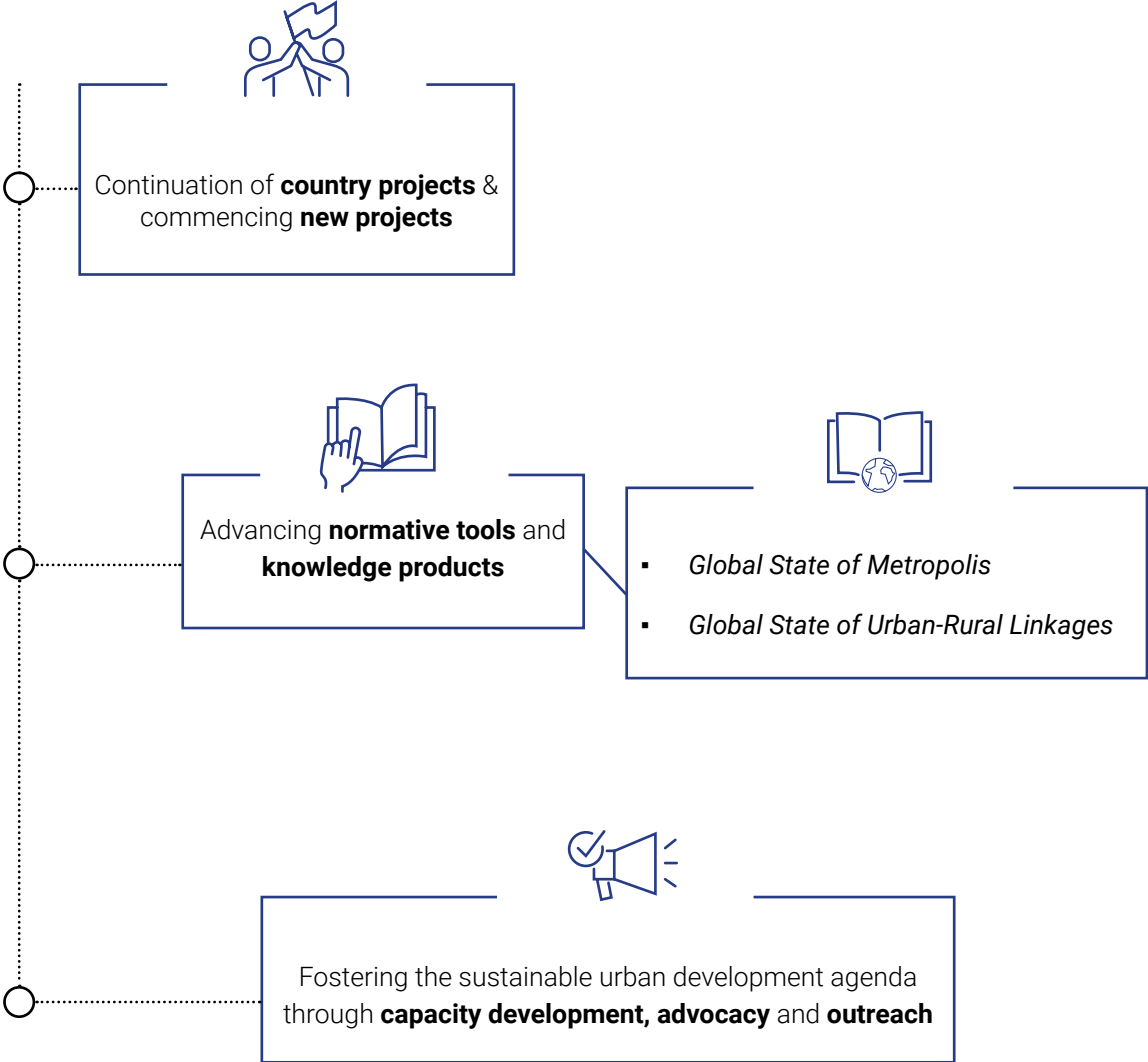 Continuation of country projects &
commencing new projects
Advancing normative tools and
knowledge products
▪ Global State of Metropolis
▪ Global State of Urban-Rural Linkages
Fostering the sustainable urban development agenda
through capacity development, advocacy and outreach